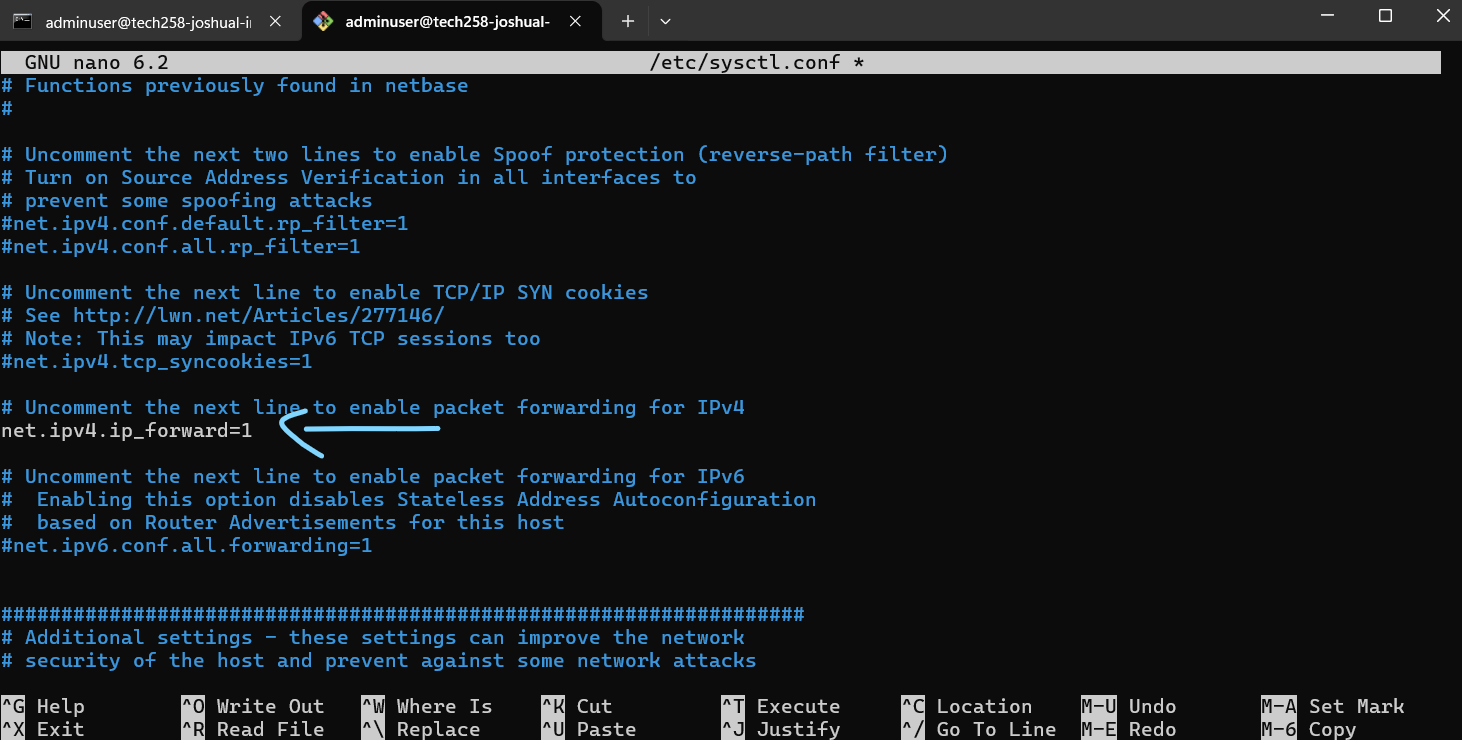 adminuser@tech258-joshual-i
adminuser@tech258-joshual-
GNU nano 6.2 /etc/sysctl.conf *
# Functions previously found in netbase
#
# Uncomment the next two lines to enable Spoof protection (reverse-path filter)
# Turn on Source Address Verification in all interfaces to
# prevent some spoofing attacks
#net.ipv4.conf.default.rp_filter=1
#net.ipv4.conf.all.rp_filter=1
# Uncomment the next line to enable TCP/IP SYN cookies
# See http://lwn.net/Articles/277146/
# Note: This may impact IPv6 TCP sessions too
#net.ipv4.tcp_syncookies=1
# Uncomment the next line to enable packet forwarding for IPv4
net.ipv4.ip_forward=1
# Uncomment the next line to enable packet forwarding for IPv6
#  Enabling this option disables Stateless Address Autoconfiguration
#  based on Router Advertisements for this host
#net.ipv6.conf.all.forwarding=1
###################################################################
# Additional settings - these settings can improve the network
# security of the host and prevent against some network attacks
^G Help ^O Write Out ^W Where Is ^K Cut ^T Execute ^C Location M-U Undo M-A Set Mark
^X Exit ^R Read File ^\ Replace ^U Paste ^J Justify ^/ Go To Line M-E Redo M-6 Copy